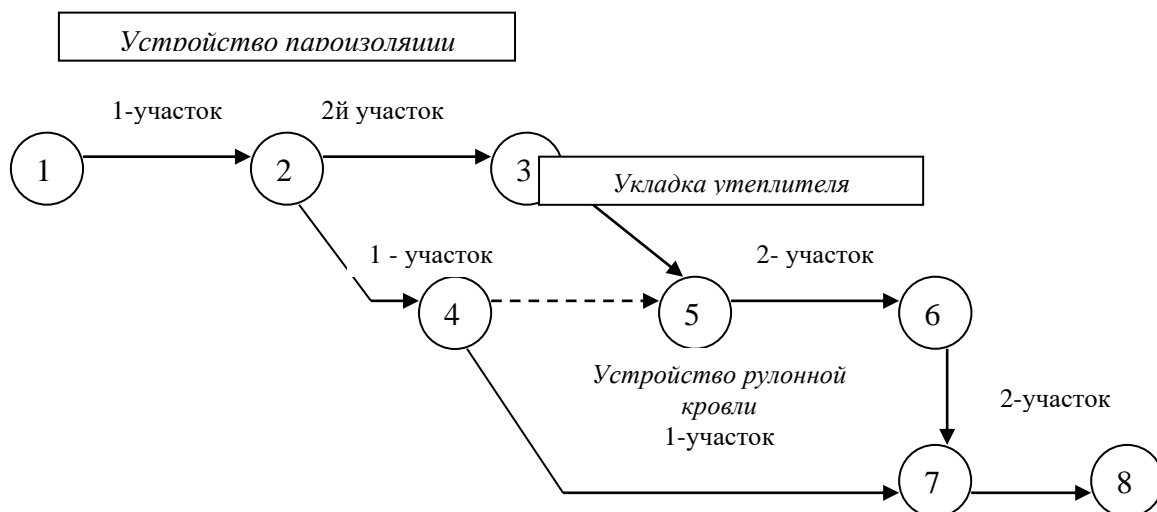 Устройство пароизоляции
1-участок
2й участок
1
2
3
Укладка утеплителя
1 - участок
2- участок
4
5
6
Устройство рулонной
кровли
1-участок
2-участок
7
8